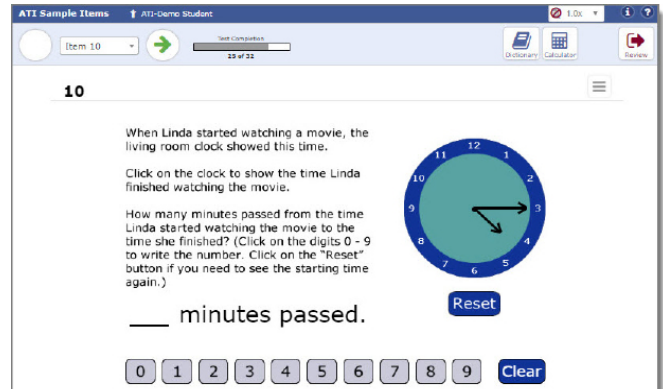 ATI Sample Items
ATI-Demo Student
1.0x
Item 10
Test Completion
25 of 32
Dictionary
Calculator
Review
10
When Linda started watching a movie, the
living room clock showed this time.
Click on the clock to show the time Linda
finished watching the movie.
How many minutes passed from the time
Linda started watching the movie to the
time she finished? (Click on the digits 0 - 9
to write the number. Click on the "Reset"
button if you need to see the starting time
again.)
___ minutes passed.
12
1
2
3
4
5
6
7
8
9
10
11
Reset
0 1 2 3 4 5 6 7 8 9 Clear